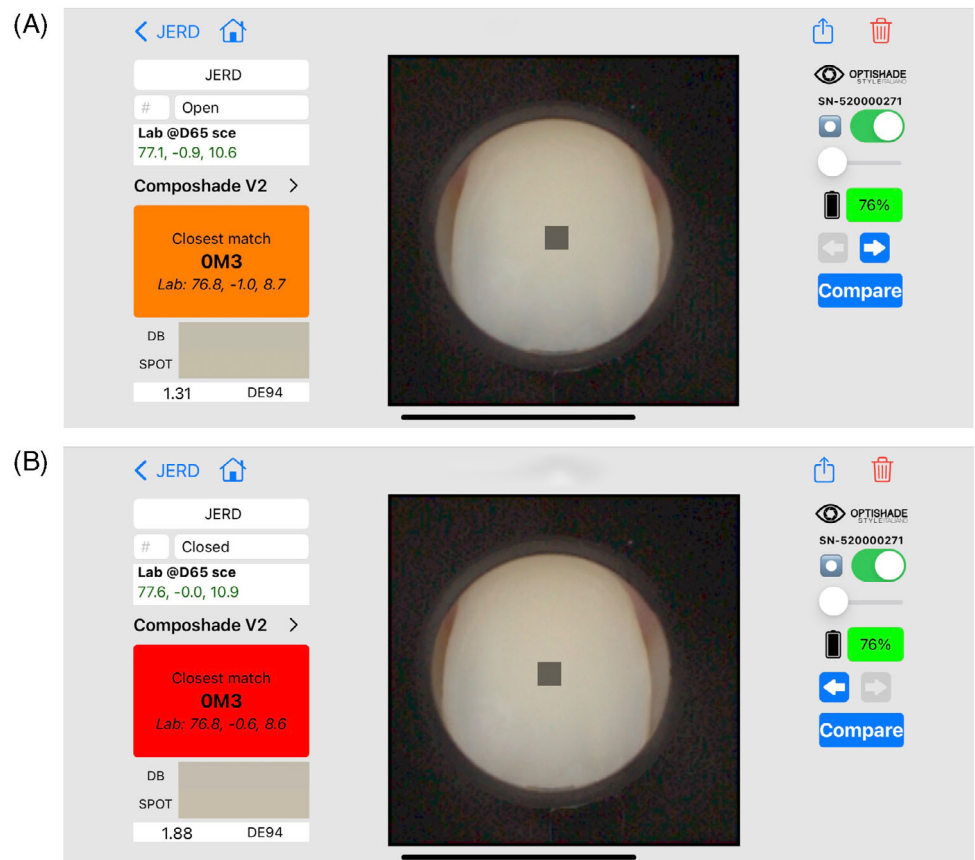 (A)
JERD
JERD
# Open
Lab @D65 sce
77.1, -0.9, 10.6
Composhade V2
Closest match
0M3
Lab: 76.8, -1.0, 8.7
DB
SPOT
1.31 DE94
OPTISHADE
STYLEITALIANO
SN-520000271
76%
Compare
(B)
JERD
JERD
# Closed
Lab @D65 sce
77.6, -0.0, 10.9
Composhade V2
Closest match
0M3
Lab: 76.8, -0.6, 8.6
DB
SPOT
1.88 DE94
OPTISHADE
STYLEITALIANO
SN-520000271
76%
Compare